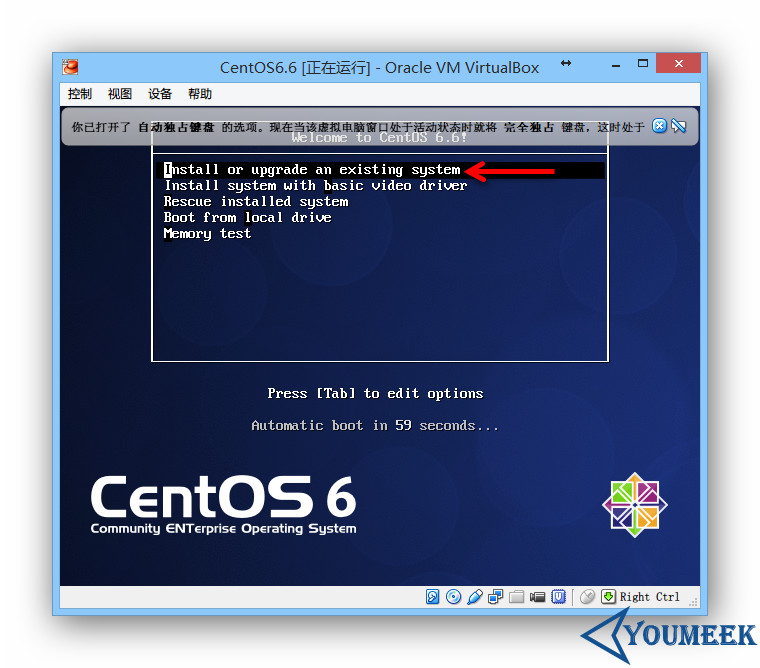 CentOS6.6 [正在运行] - Oracle VM VirtualBox
控制 视图 设备 帮助
你已打开了 自动独占键盘 的选项。现在当该虚拟电脑窗口处于活动状态时就将 完全独占 键盘，这时处于
Welcome to CentOS 6.6!
Install or upgrade an existing system
Install system with basic video driver
Rescue installed system
Boot from local drive
Memory test
Press [Tab] to edit options
Automatic boot in 59 seconds...
CentOS 6
Community ENTerprise Operating System
Right Ctrl
YOUMEEK